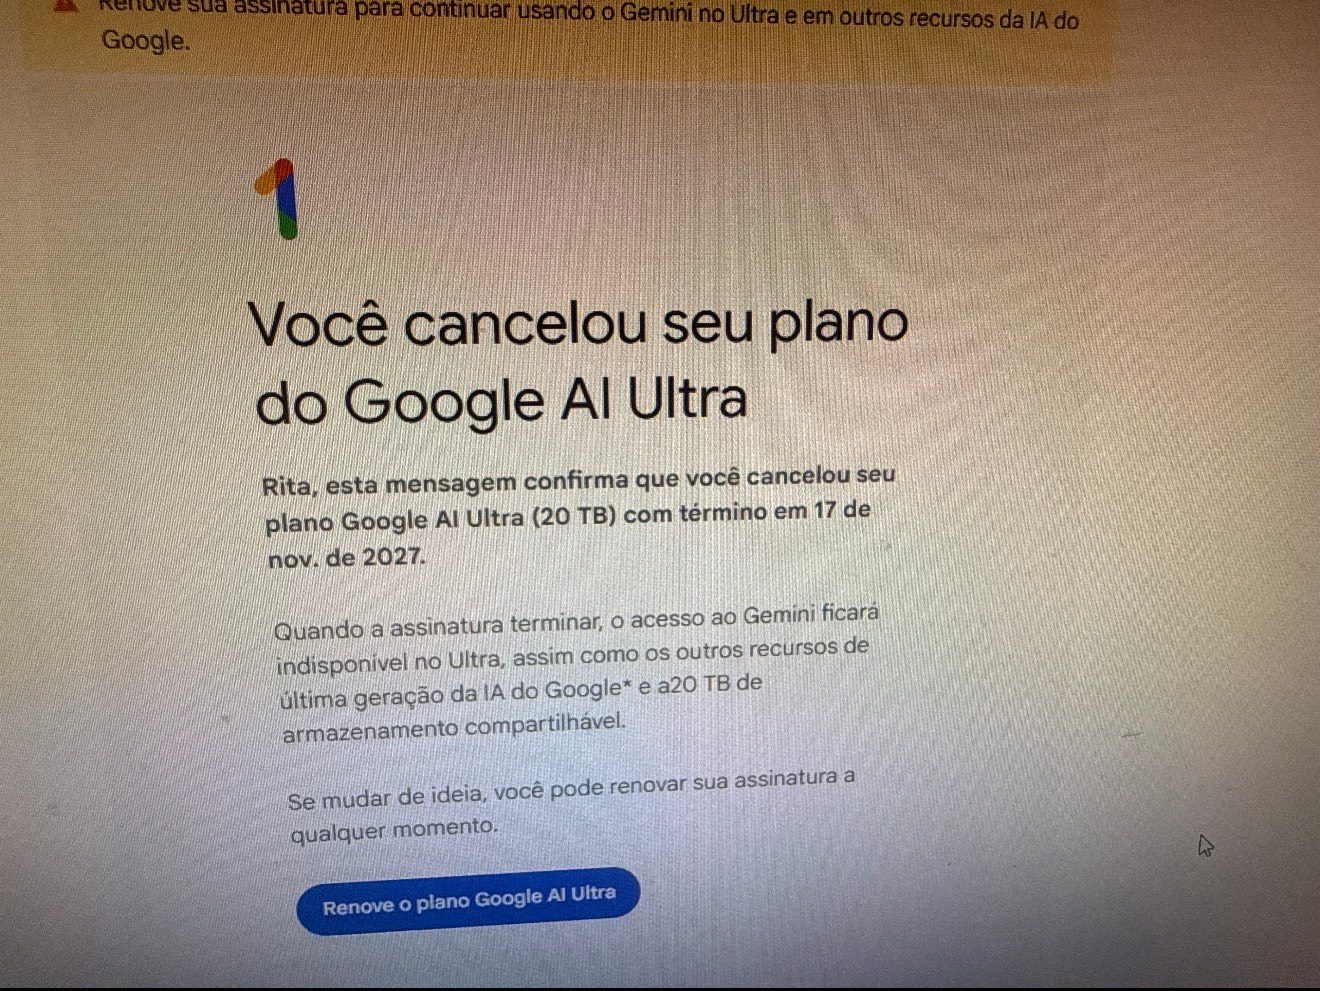 Renove sua assinatura para continuar usando o Gemini no Ultra e em outros recursos da IA do
Google.
Você cancelou seu plano
do Google AI Ultra
Rita, esta mensagem confirma que você cancelou seu
plano Google AI Ultra (20 TB) com término em 17 de
nov. de 2027.
Quando a assinatura terminar, o acesso ao Gemini ficará
indisponível no Ultra, assim como os outros recursos de
última geração da IA do Google* e a20 TB de
armazenamento compartilhável.
Se mudar de ideia, você pode renovar sua assinatura a
qualquer momento.
Renove o plano Google AI Ultra